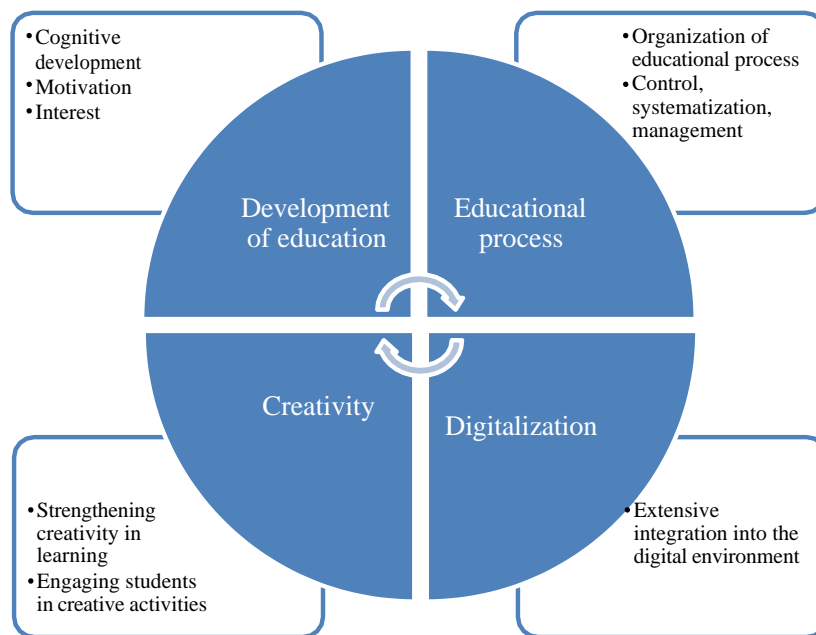 • Cognitive
development
• Motivation
• Interest
• Organization of
educational process
• Control,
systematization,
management
Development
of education
Educational
process
Creativity
Digitalization
• Strengthening
creativity in
learning
• Engaging students
in creative activities
• Extensive
integration into the
digital environment